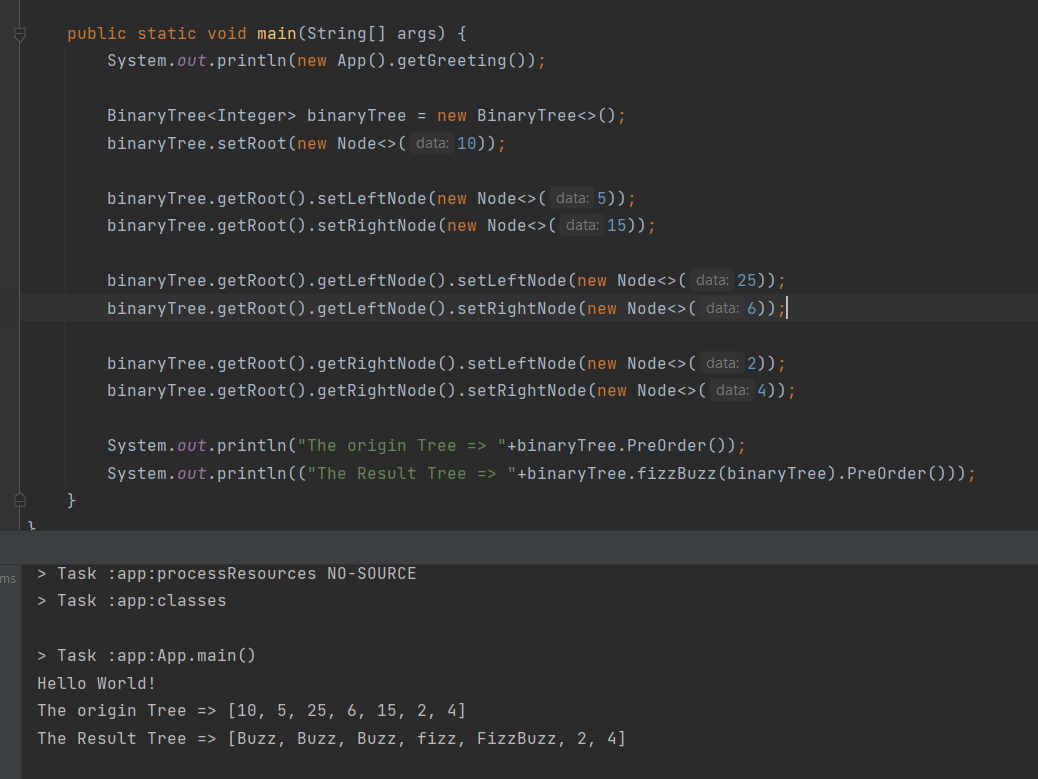 public static void main(String[] args) {
System.out.println(new App().getGreeting());
BinaryTree<Integer> binaryTree = new BinaryTree<>();
binaryTree.setRoot(new Node<>( data: 10));
binaryTree.getRoot().setLeftNode(new Node<>( data: 5));
binaryTree.getRoot().setRightNode(new Node<>( data: 15));
binaryTree.getRoot().getLeftNode().setLeftNode(new Node<>( data: 25));
binaryTree.getRoot().getLeftNode().setRightNode(new Node<>( data: 6));
binaryTree.getRoot().getRightNode().setLeftNode(new Node<>( data: 2));
binaryTree.getRoot().getRightNode().setRightNode(new Node<>( data: 4));
System.out.println("The origin Tree => "+binaryTree.PreOrder());
System.out.println(("The Result Tree => "+binaryTree.fizzBuzz(binaryTree).PreOrder()));
}
}
ms > Task :app:processResources NO-SOURCE
> Task :app:classes
> Task :app:App.main()
Hello World!
The origin Tree => [10, 5, 25, 6, 15, 2, 4]
The Result Tree => [Buzz, Buzz, Buzz, fizz, FizzBuzz, 2, 4]